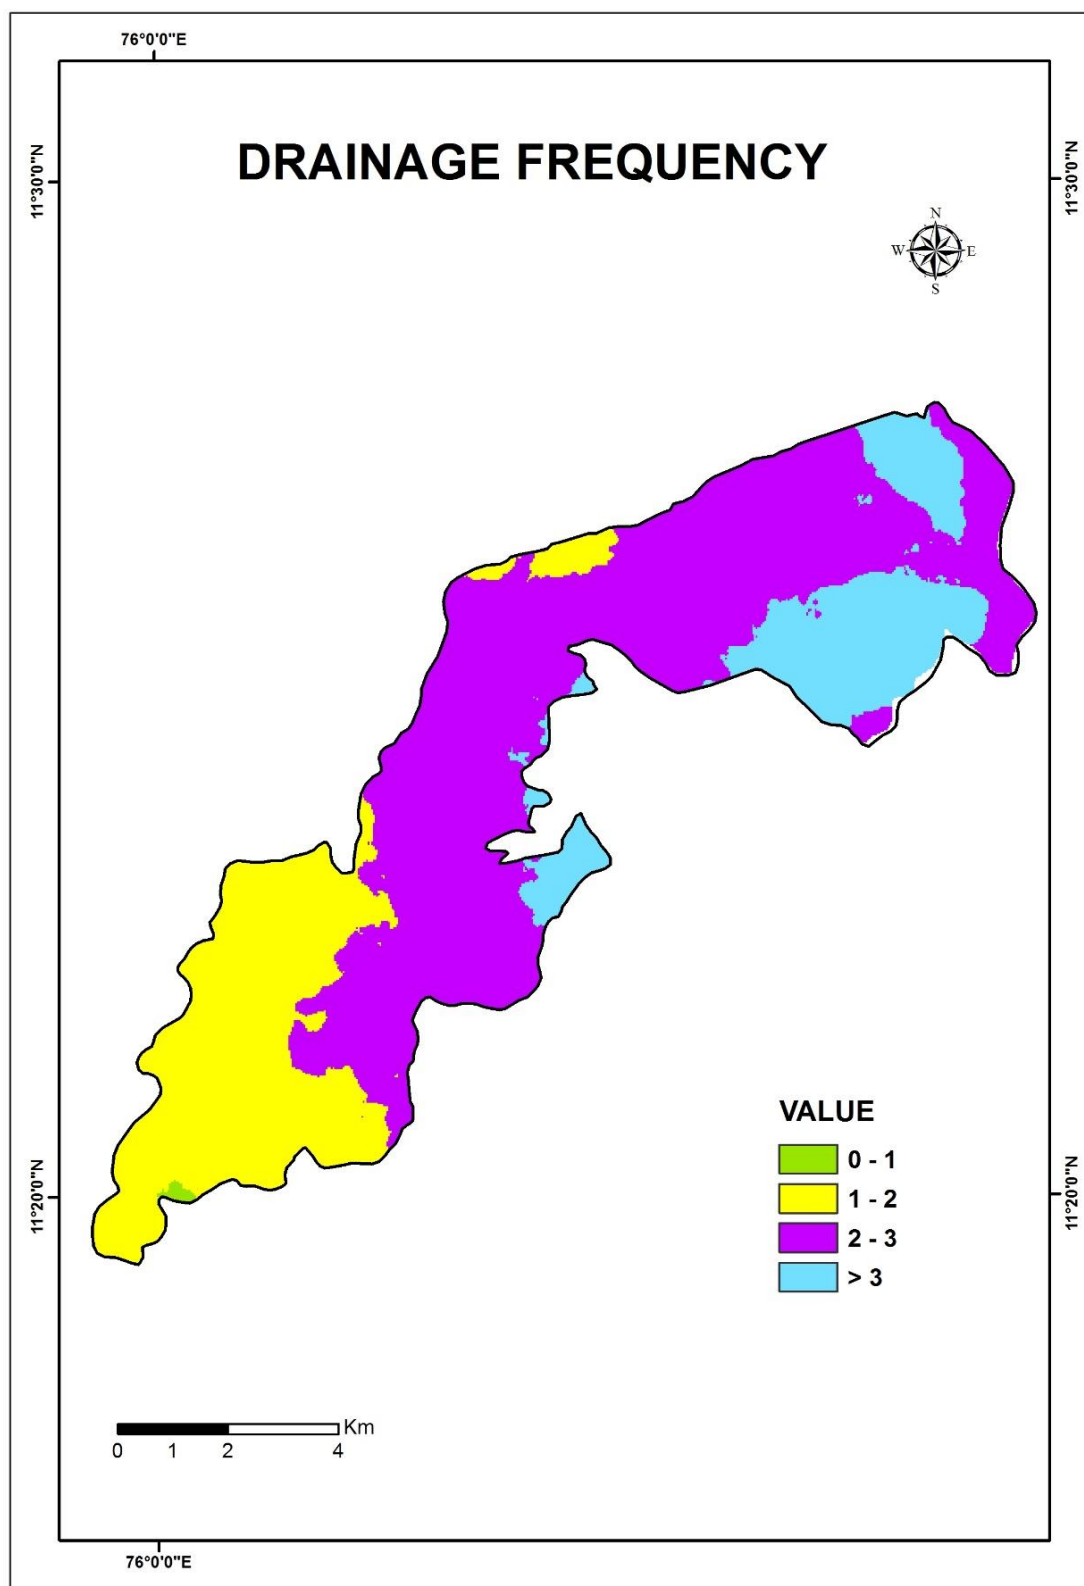 76°0'0"E
DRAINAGE FREQUENCY
11°30'0"N
11°30'0"N
N
W
E
S
VALUE
0 - 1
1 - 2
2 - 3
> 3
11°20'0"N
11°20'0"N
Km
0 1 2 4
76°0'0"E